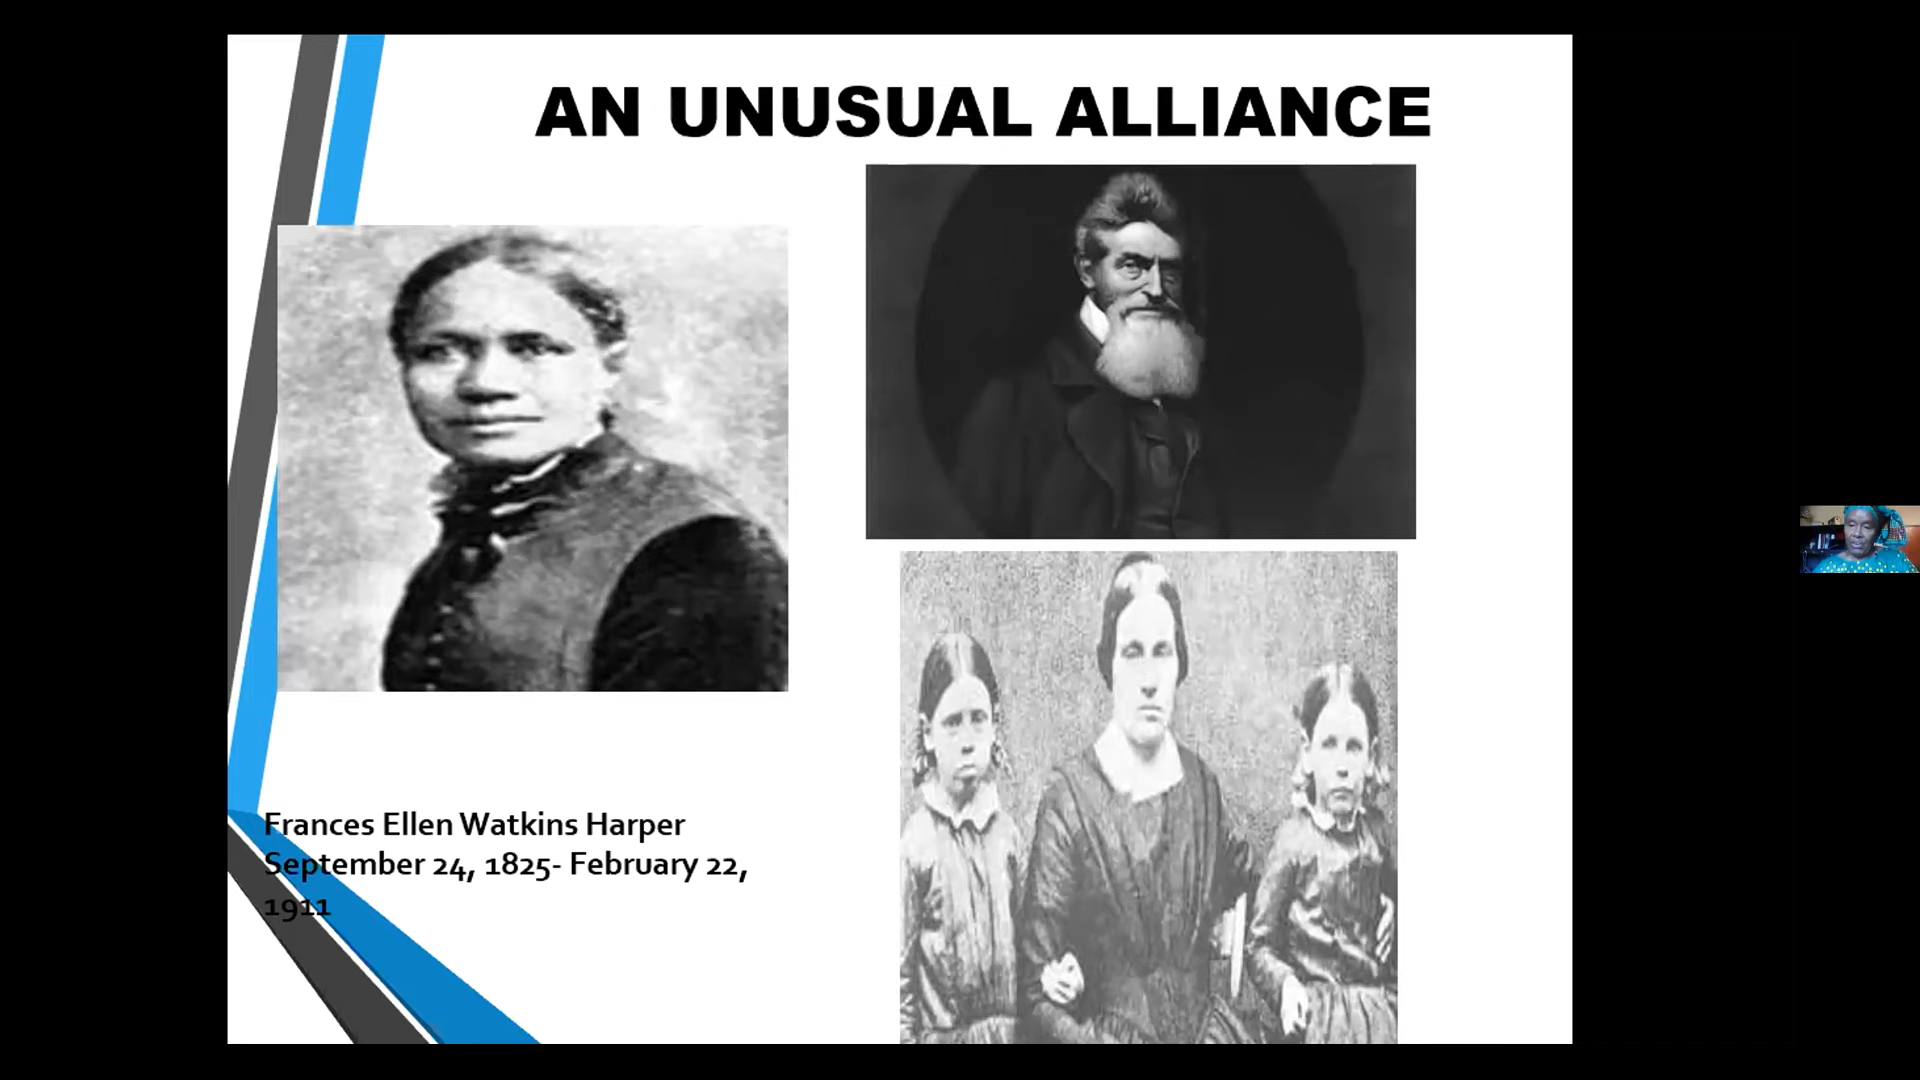 AN UNUSUAL ALLIANCE
Frances Ellen Watkins Harper
September 24, 1825- February 22,
1911